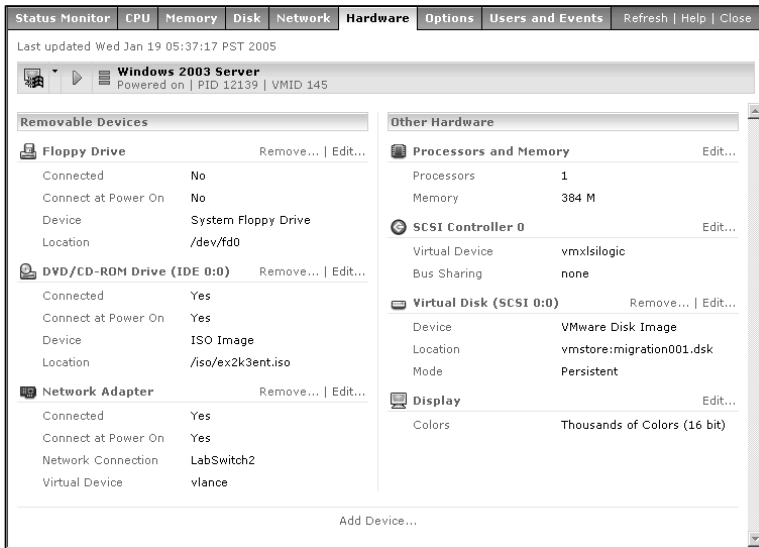 Status Monitor CPU Memory Disk Network Hardware Options Users and Events Refresh | Help | Close
Last updated Wed Jan 19 05:37:17 PST 2005
Windows 2003 Server
Powered on | PID 12139 | VMID 145
Removable Devices
Floppy Drive Remove... | Edit...
Connected No
Connect at Power On No
Device System Floppy Drive
Location /dev/fd0
DVD/CD-ROM Drive (IDE 0:0) Remove... | Edit...
Connected Yes
Connect at Power On Yes
Device ISO Image
Location /iso/ex2k3ent.iso
Network Adapter Remove... | Edit...
Connected Yes
Connect at Power On Yes
Network Connection LabSwitch2
Virtual Device vlance
Other Hardware
Processors and Memory Edit...
Processors 1
Memory 384 M
SCSI Controller 0 Edit...
Virtual Device vmxlsilogic
Bus Sharing none
Virtual Disk (SCSI 0:0) Remove... | Edit...
Device VMware Disk Image
Location vmstore:migration001.dsk
Mode Persistent
Display Edit...
Colors Thousands of Colors (16 bit)
Add Device...